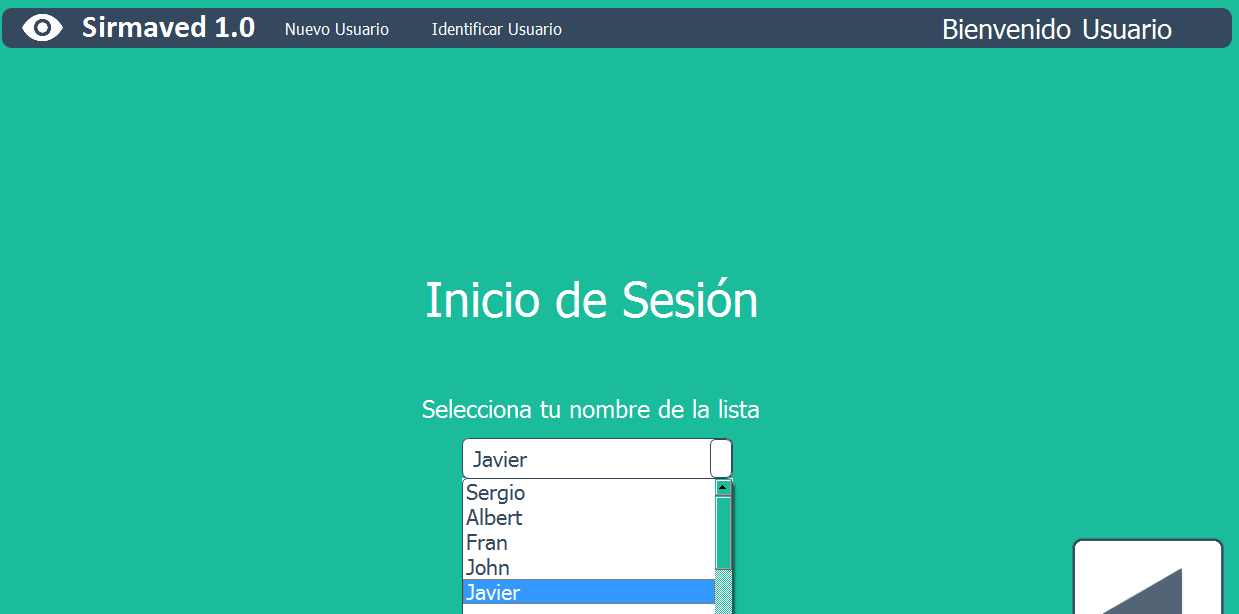 Sirmaved 1.0 Nuevo Usuario Identificar Usuario Bienvenido Usuario
Inicio de Sesión
Selecciona tu nombre de la lista
Javier
Sergio
Albert
Fran
John
Javier